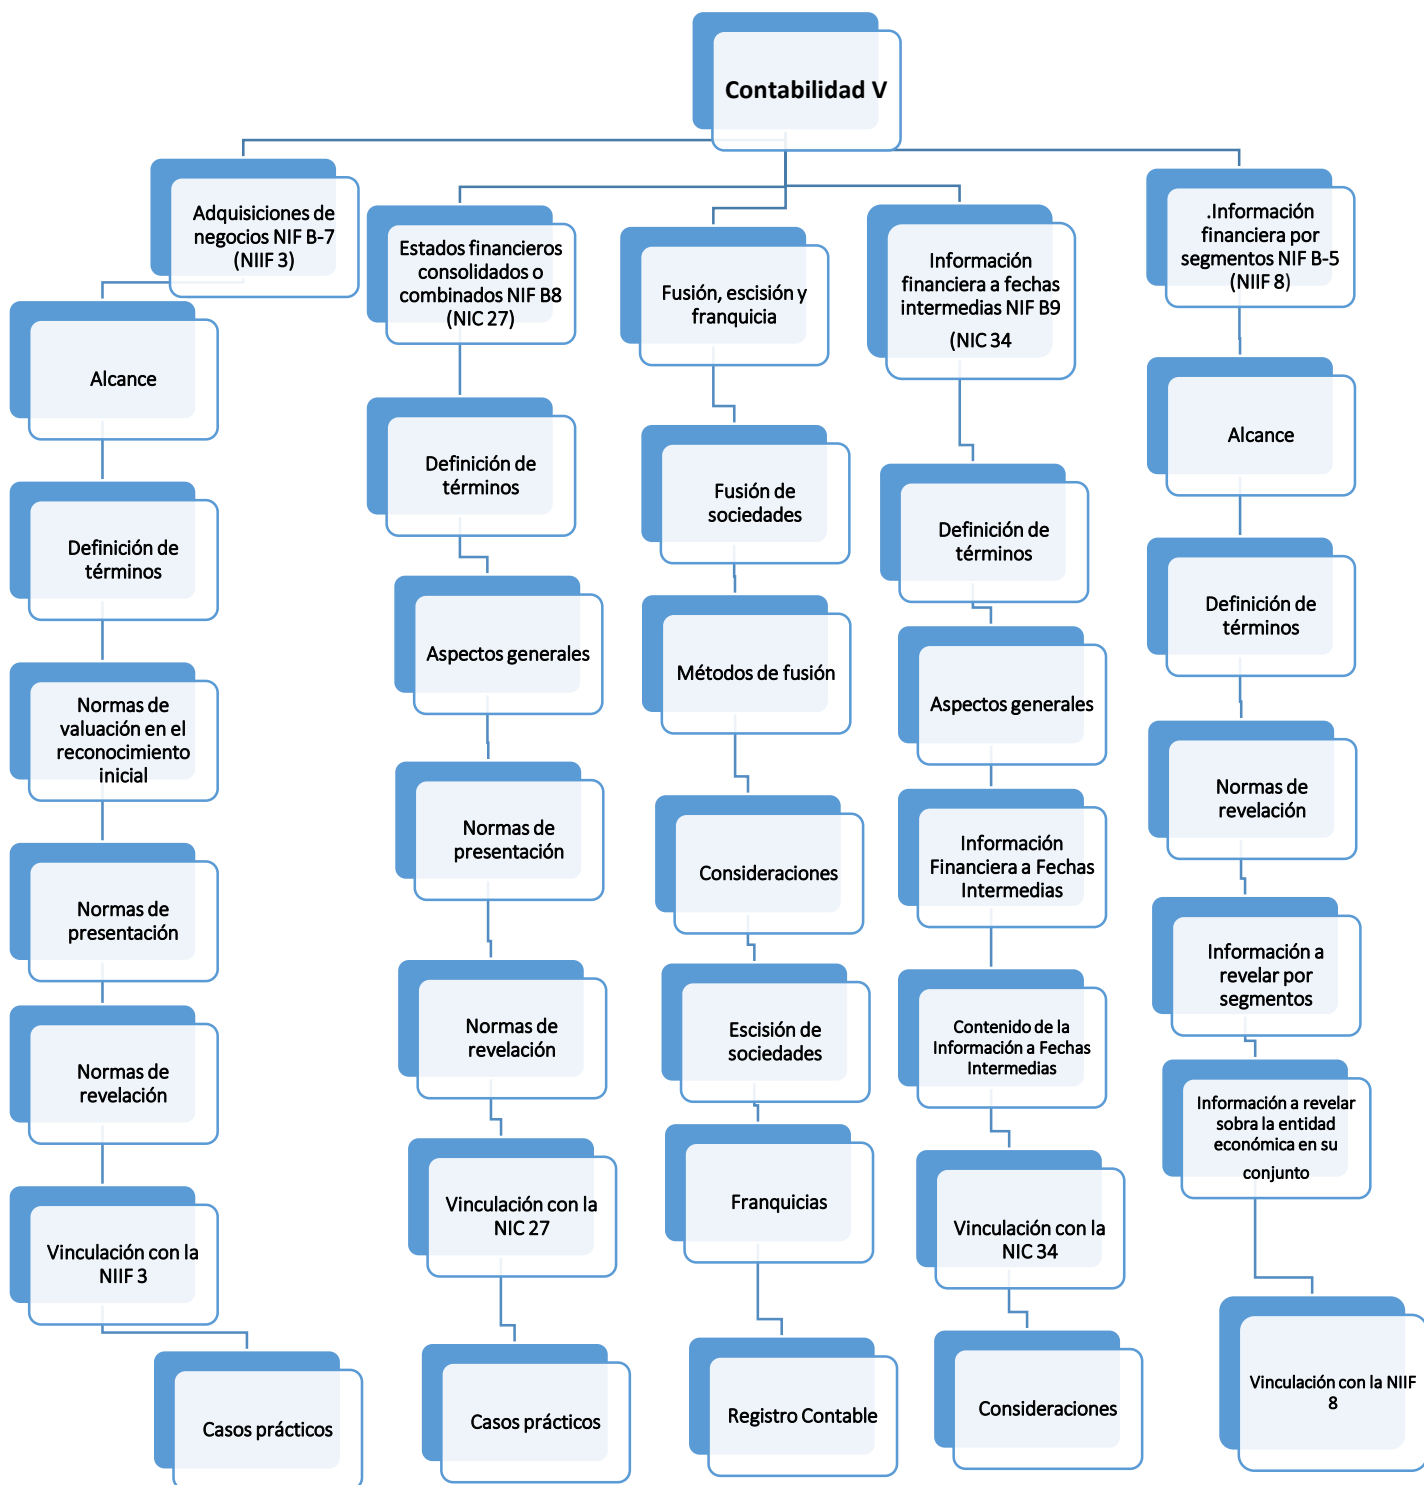 Contabilidad V
Adquisiciones de
negocios NIF B-7
(NIIF 3)
Alcance
Definición de
términos
Normas de
valuación en el
reconocimiento
inicial
Normas de
presentación
Normas de
revelación
Vinculación con la
NIIF 3
Casos prácticos
Estados financieros
consolidados o
combinados NIF B8
(NIC 27)
Definición de
términos
Aspectos generales
Normas de
presentación
Normas de
revelación
Vinculación con la
NIC 27
Casos prácticos
Fusión, escisión y
franquicia
Fusión de
sociedades
Métodos de fusión
Consideraciones
Escisión de
sociedades
Franquicias
Registro Contable
Información
financiera a fechas
intermedias NIF B9
(NIC 34
Definición de
términos
Aspectos generales
Información
Financiera a Fechas
Intermedias
Contenido de la
Información a Fechas
Intermedias
Vinculación con la
NIC 34
Consideraciones
.Información
financiera por
segmentos NIF B-5
(NIIF 8)
Alcance
Definición de
términos
Normas de
revelación
Información a
revelar por
segmentos
Información a revelar
sobra la entidad
económica en su
conjunto
Vinculación con la NIIF
8